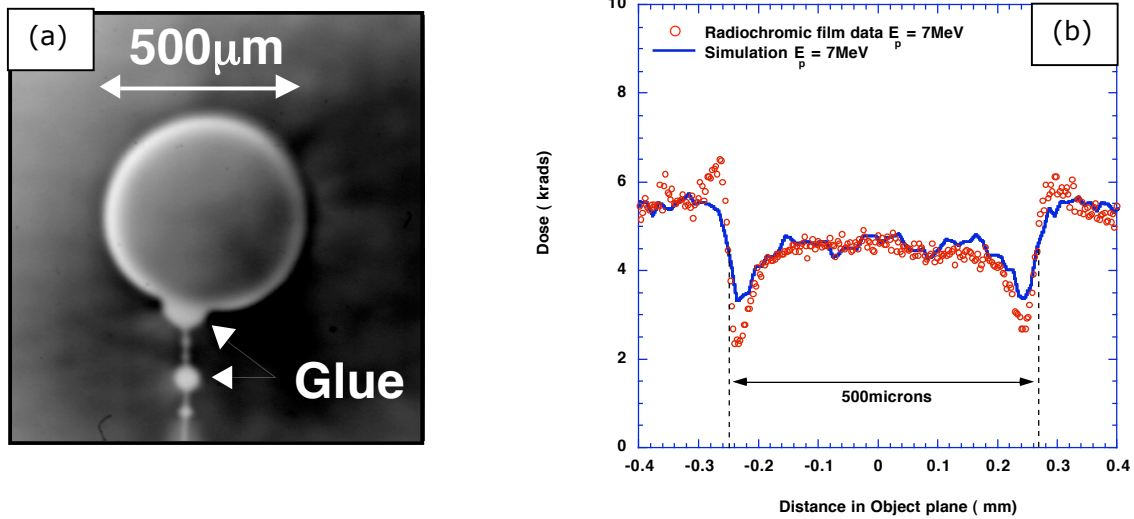 (a)
500μm
Glue
(b)
Radiochromic film data E_p = 7MeV
Simulation E_p = 7MeV
10
8
6
4
2
0
Dose ( krads)
500microns
-0.4 -0.3 -0.2 -0.1 0 0.1 0.2 0.3 0.4
Distance in Object plane ( mm)